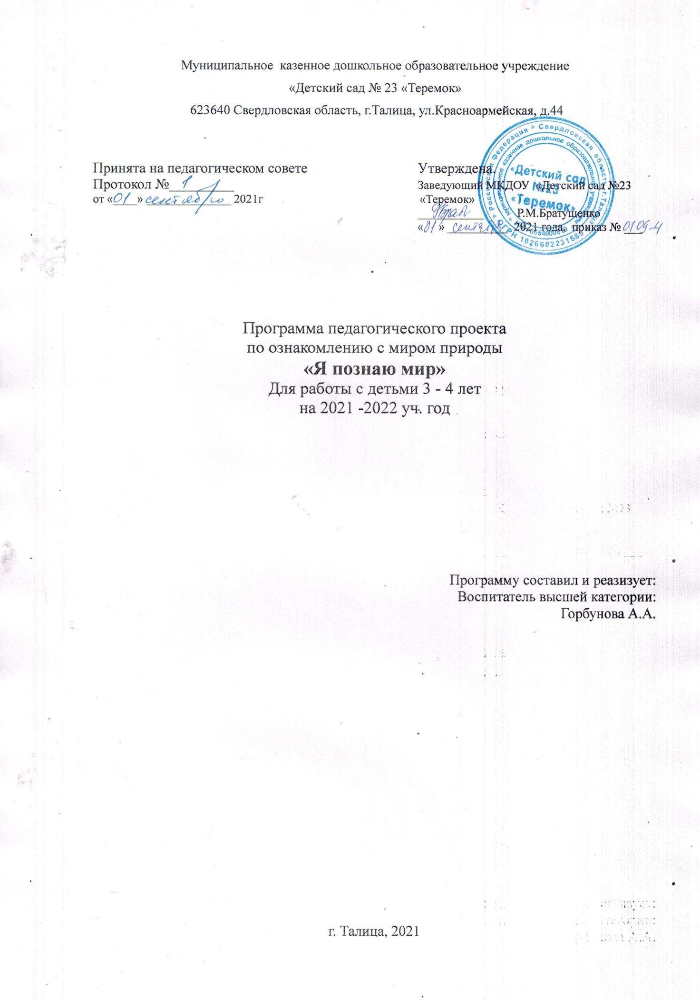 Муниципальное казенное дошкольное образовательное учреждение
«Детский сад № 23 «Теремок»
623640 Свердловская область, г.Талица, ул.Красноармейская, д.44
Принята на педагогическом совете
Протокол № 1
от «01» сентября 2021г
Утверждена.
Заведующий МКДОУ «Детский сад №23
«Теремок»
Р.М.Братущенко
«01» сентября 2021 года, приказ № 0109-4
* Российская Федерация * Свердловская область г.Талица
* Муниципальное казенное дошкольное образовательное учреждение
ОГРН 1026602231685
«Детский сад
№23
«Теремок»
Программа педагогического проекта
по ознакомлению с миром природы
«Я познаю мир»
Для работы с детьми 3 - 4 лет
на 2021 -2022 уч. год
Программу составил и реазизует:
Воспитатель высшей категории:
Горбунова А.А.
г. Талица, 2021